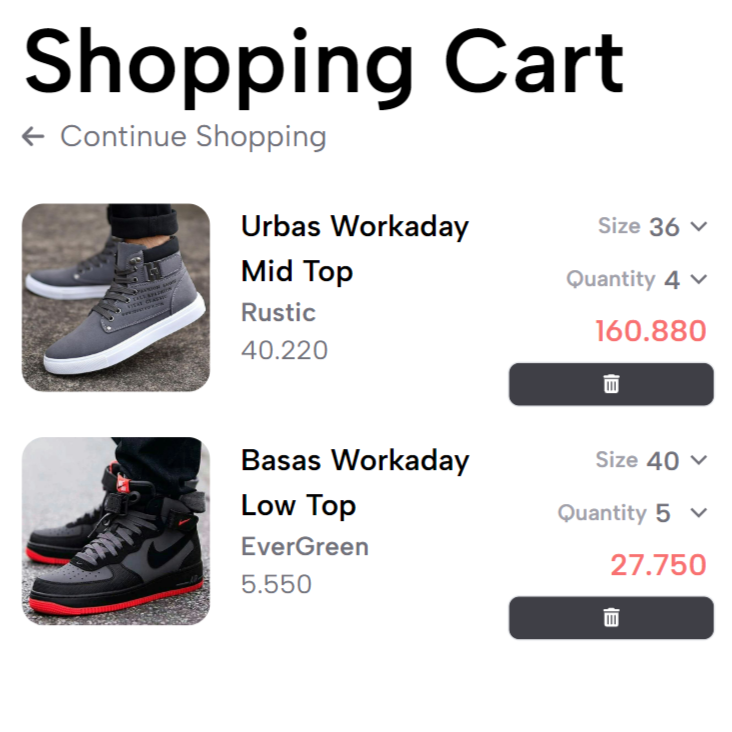 Shopping Cart
← Continue Shopping
Urbas Workaday
Mid Top
Rustic
40.220
Size 36
Quantity 4
160.880
Basas Workaday
Low Top
EverGreen
5.550
Size 40
Quantity 5
27.750